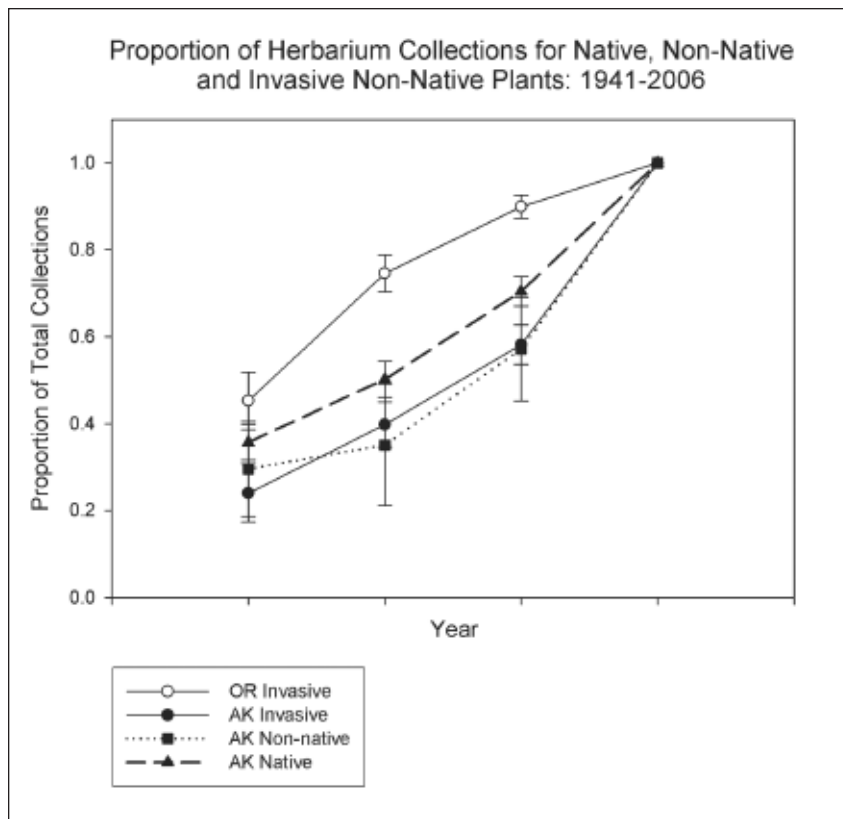 Proportion of Herbarium Collections for Native, Non-Native
and Invasive Non-Native Plants: 1941-2006
Proportion of Total Collections
1.0
0.8
0.6
0.4
0.2
0.0
Year
OR Invasive
AK Invasive
AK Non-native
AK Native